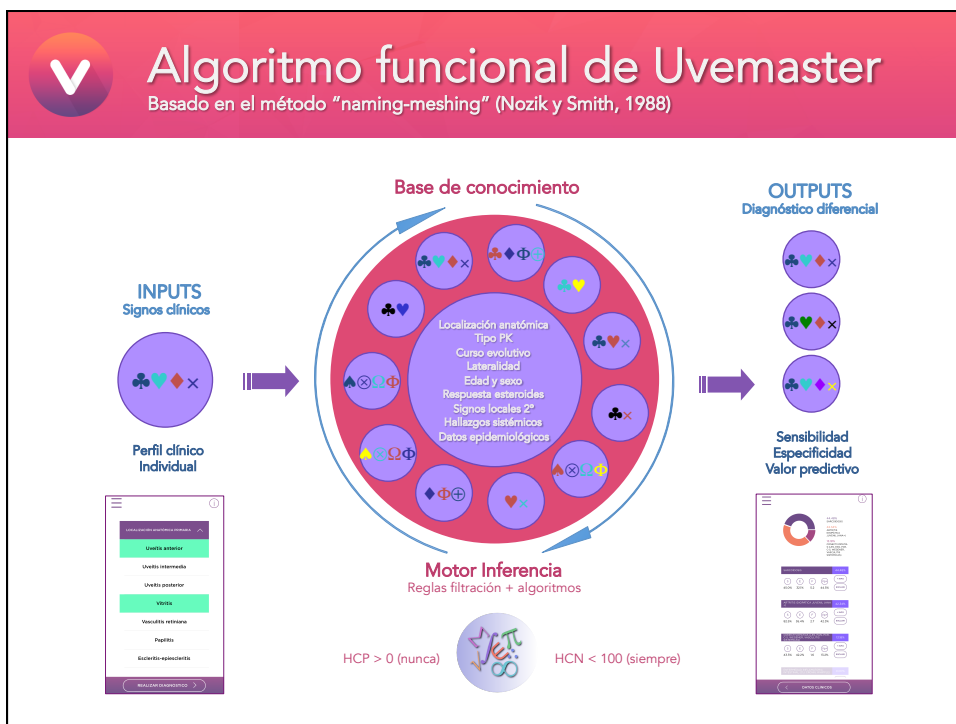 Algoritmo funcional de Uvemaster
Basado en el método "naming-meshing" (Nozik y Smith, 1988)
Base de conocimiento
INPUTS
Signos clínicos
Perfil clínico
Individual
Localización anatómica
Tipo PK
Curso evolutivo
Lateralidad
Edad y sexo
Respuesta esteroides
Signos locales 2º
Hallazgos sistémicos
Datos epidemiológicos
OUTPUTS
Diagnóstico diferencial
Sensibilidad
Especificidad
Valor predictivo
Motor Inferencia
Reglas filtración + algoritmos
HCP > 0 (nunca)
HCN < 100 (siempre)
LOCALIZACIÓN ANATÓMICA PRIMARIA
Uveítis anterior
Uveítis intermedia
Uveítis posterior
Vitritis
Vasculitis retiniana
Papilitis
Escleritis-epiescleritis
REALIZAR DIAGNÓSTICO
DATOS CLÍNICOS